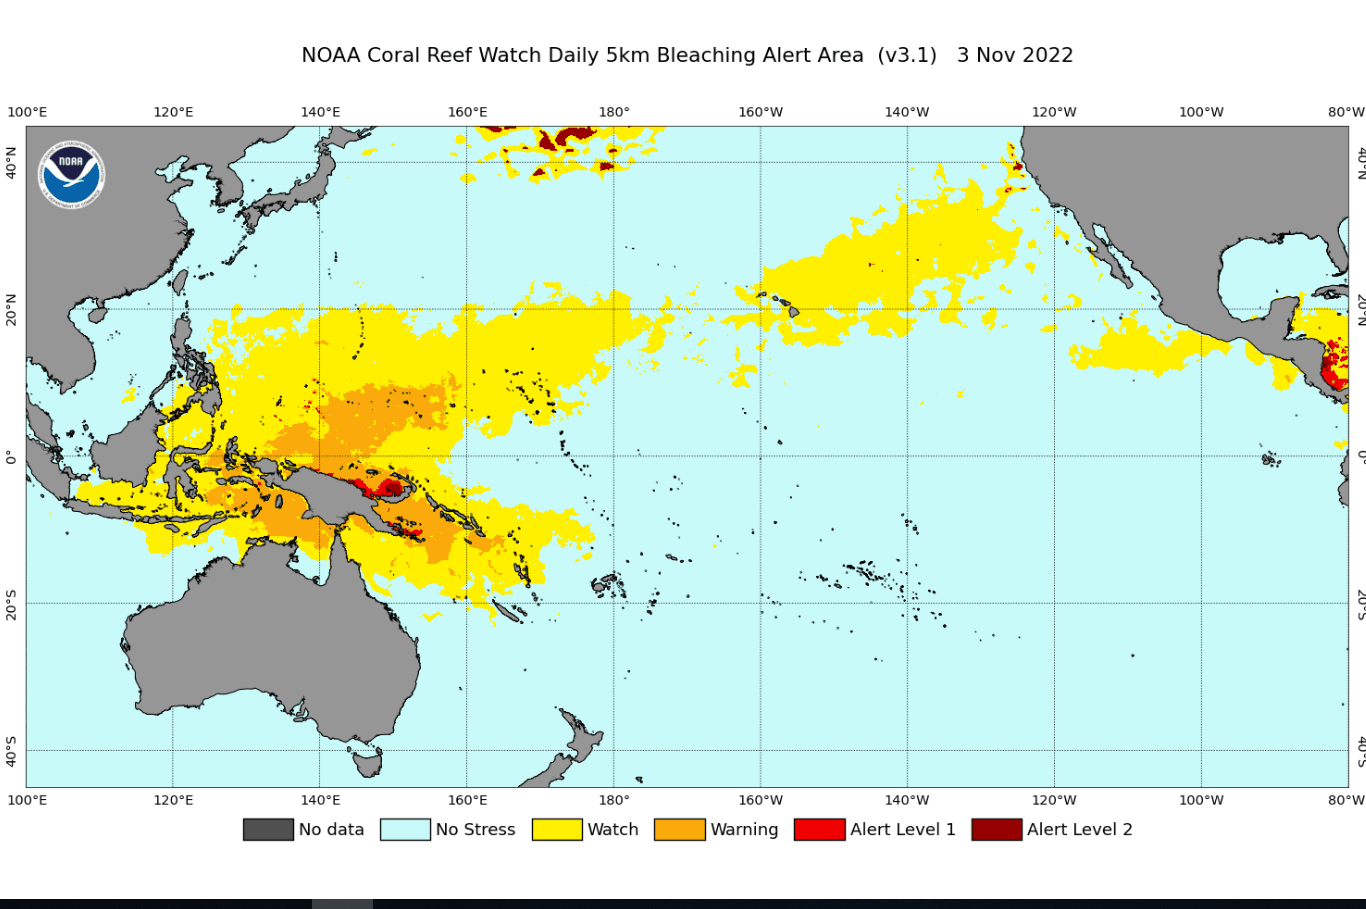 NOAA Coral Reef Watch Daily 5km Bleaching Alert Area (v3.1) 3 Nov 2022
100°E 120°E 140°E 160°E 180° 160°W 140°W 120°W 100°W 80°W
NOAA
40°N 40°N
20°N 20°N
0° 0°
20°S 20°S
40°S 40°S
100°E 120°E 140°E 160°E 180° 160°W 140°W 120°W 100°W 80°W
No data No Stress Watch Warning Alert Level 1 Alert Level 2